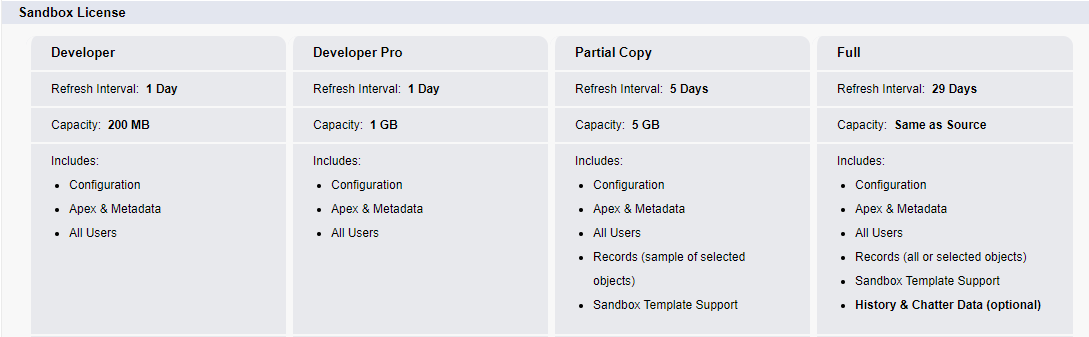 Sandbox License
Developer
Refresh Interval: 1 Day
Capacity: 200 MB
Includes:
• Configuration
• Apex & Metadata
• All Users
Developer Pro
Refresh Interval: 1 Day
Capacity: 1 GB
Includes:
• Configuration
• Apex & Metadata
• All Users
Partial Copy
Refresh Interval: 5 Days
Capacity: 5 GB
Includes:
• Configuration
• Apex & Metadata
• All Users
• Records (sample of selected
objects)
• Sandbox Template Support
Full
Refresh Interval: 29 Days
Capacity: Same as Source
Includes:
• Configuration
• Apex & Metadata
• All Users
• Records (all or selected objects)
• Sandbox Template Support
• History & Chatter Data (optional)